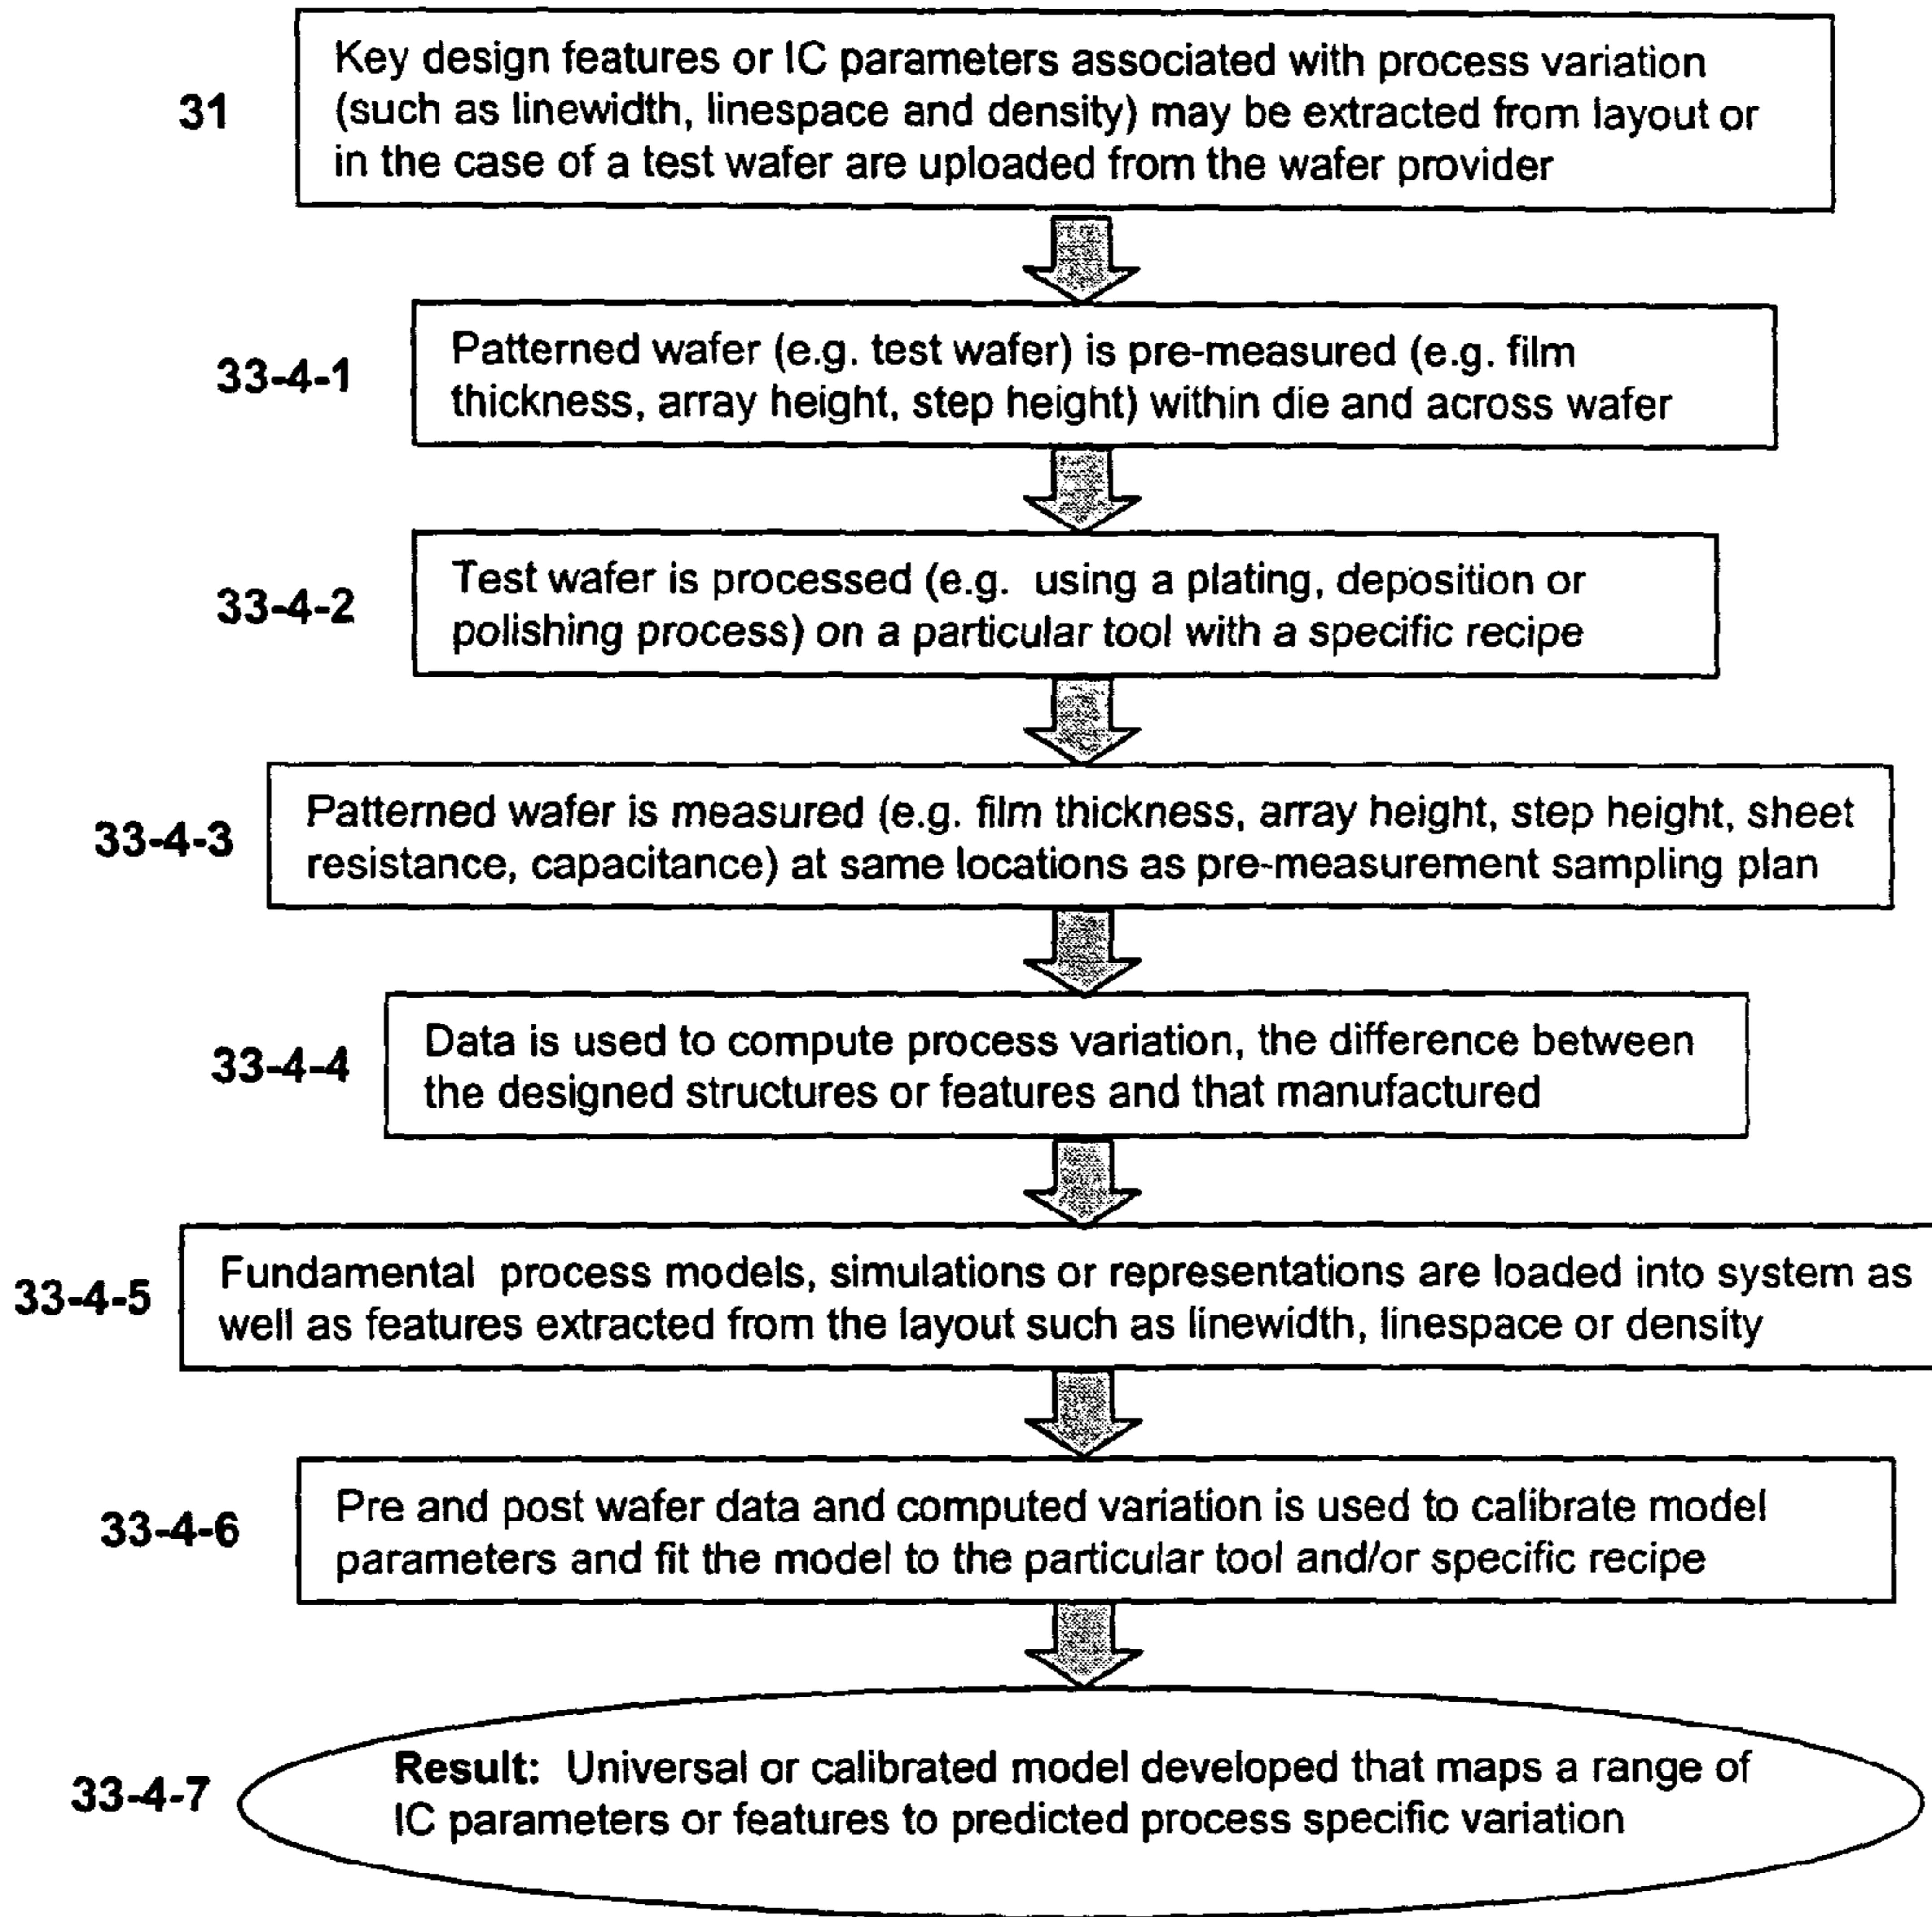 31
Key design features or IC parameters associated with process variation
(such as linewidth, linespace and density) may be extracted from layout or
in the case of a test wafer are uploaded from the wafer provider
33-4-1
Patterned wafer (e.g. test wafer) is pre-measured (e.g. film
thickness, array height, step height) within die and across wafer
33-4-2
Test wafer is processed (e.g. using a plating, deposition or
polishing process) on a particular tool with a specific recipe
33-4-3
Patterned wafer is measured (e.g. film thickness, array height, step height, sheet
resistance, capacitance) at same locations as pre-measurement sampling plan
33-4-4
Data is used to compute process variation, the difference between
the designed structures or features and that manufactured
33-4-5
Fundamental process models, simulations or representations are loaded into system as
well as features extracted from the layout such as linewidth, linespace or density
33-4-6
Pre and post wafer data and computed variation is used to calibrate model
parameters and fit the model to the particular tool and/or specific recipe
33-4-7
Result: Universal or calibrated model developed that maps a range of
IC parameters or features to predicted process specific variation